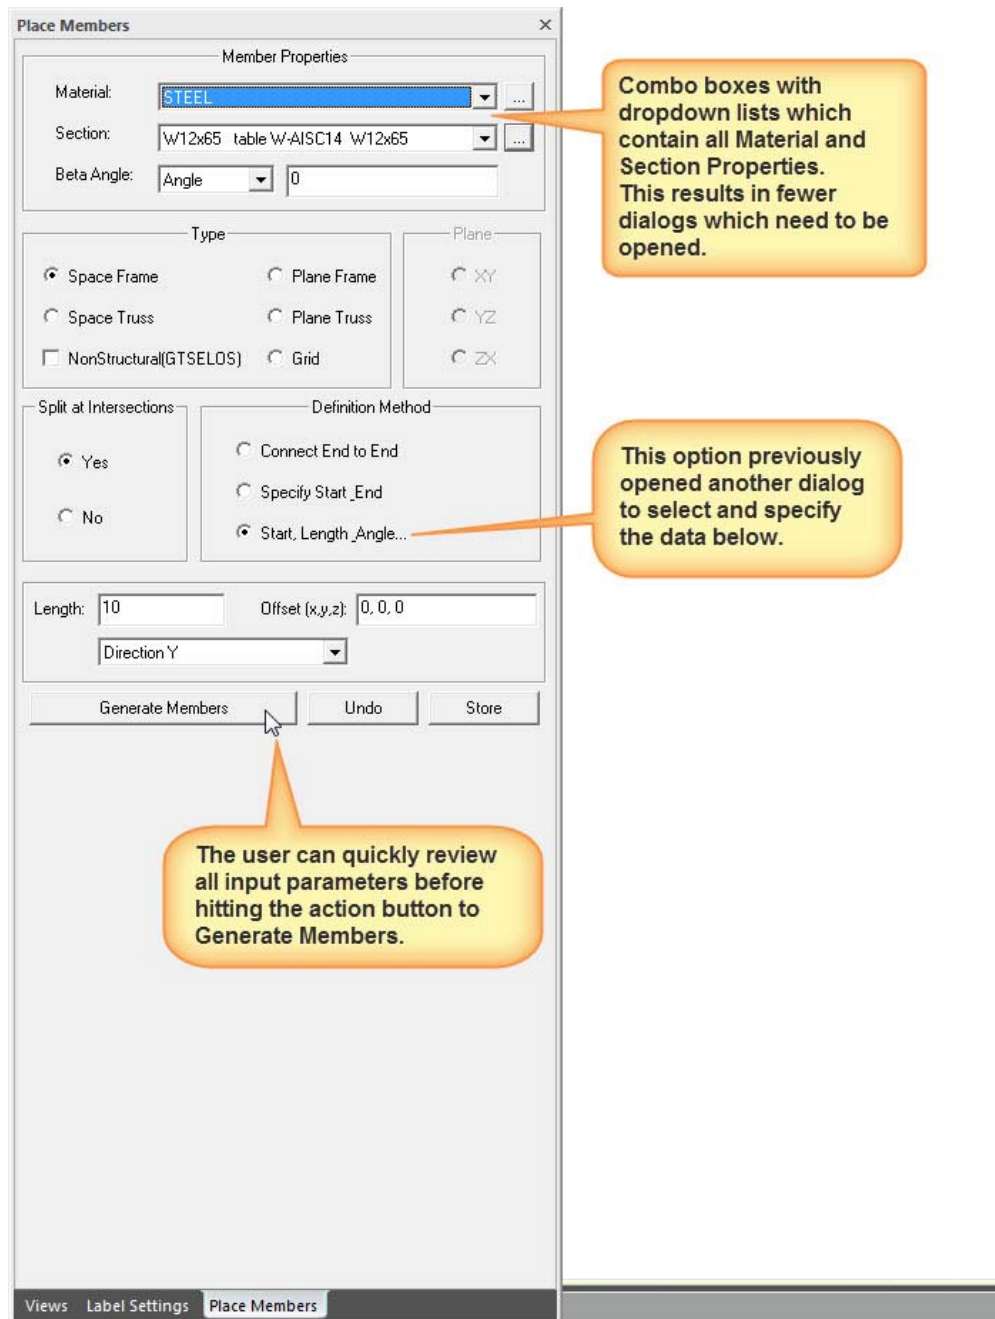 Place Members
Member Properties
Material: STEEL ...
Section: W12x65 table W-AISC14 W12x65 ...
Beta Angle: Angle 0
Combo boxes with
dropdown lists which
contain all Material and
Section Properties.
This results in fewer
dialogs which need to be
opened.
Type
Space Frame Plane Frame
Space Truss Plane Truss
NonStructural(GTSELOS) Grid
Plane
XY
YZ
ZX
Split at Intersections
Yes
No
Definition Method
Connect End to End
Specify Start _End
Start, Length _Angle...
This option previously
opened another dialog
to select and specify
the data below.
Length: 10 Offset (x,y,z): 0, 0, 0
Direction Y
Generate Members Undo Store
The user can quickly review
all input parameters before
hitting the action button to
Generate Members.
Views Label Settings Place Members